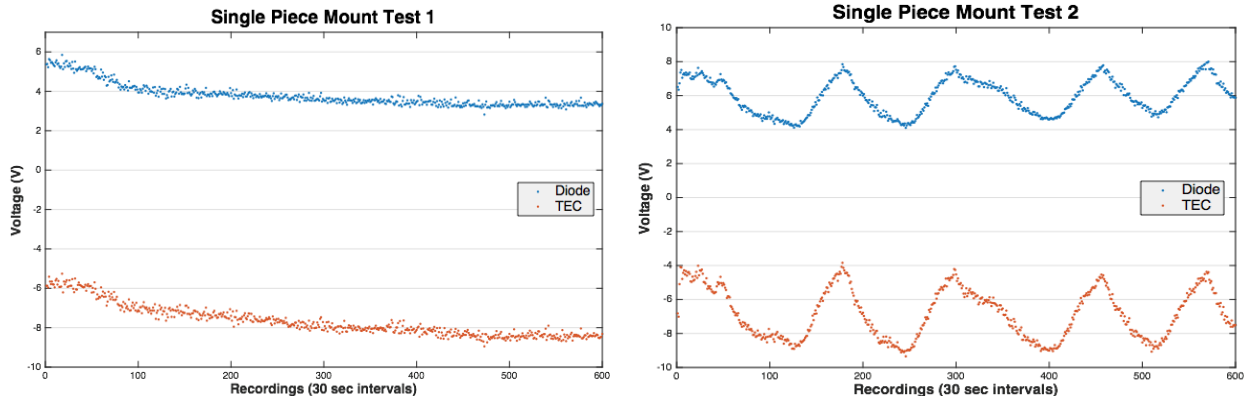 Single Piece Mount Test 1
6
4
2
0
-2
-4
-6
-8
-10
Voltage (V)
Diode
TEC
0 100 200 300 400 500 600
Recordings (30 sec intervals)
Single Piece Mount Test 2
10
8
6
4
2
0
-2
-4
-6
-8
-10
Voltage (V)
Diode
TEC
0 100 200 300 400 500 600
Recordings (30 sec intervals)